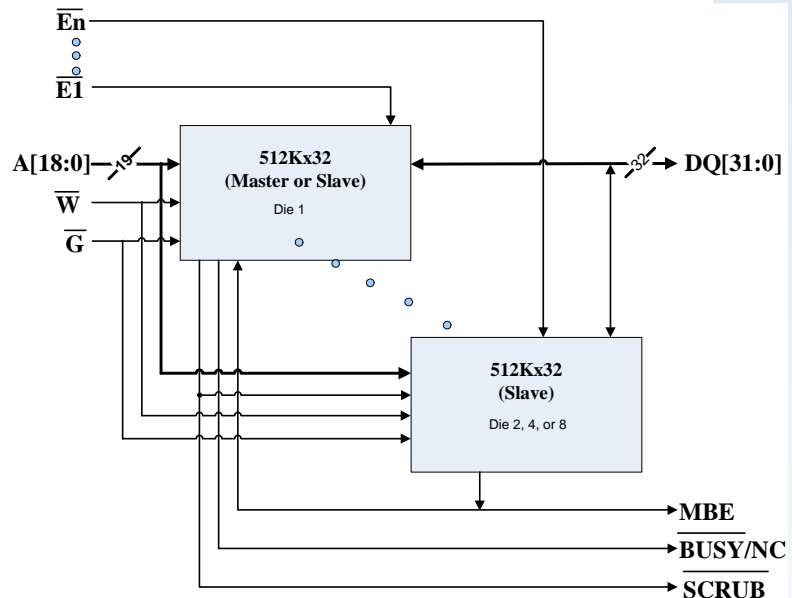 En
E1
A[18:0]
19
W
G
512Kx32
(Master or Slave)
Die 1
32
DQ[31:0]
512Kx32
(Slave)
Die 2, 4, or 8
MBE
BUSY/NC
SCRUB